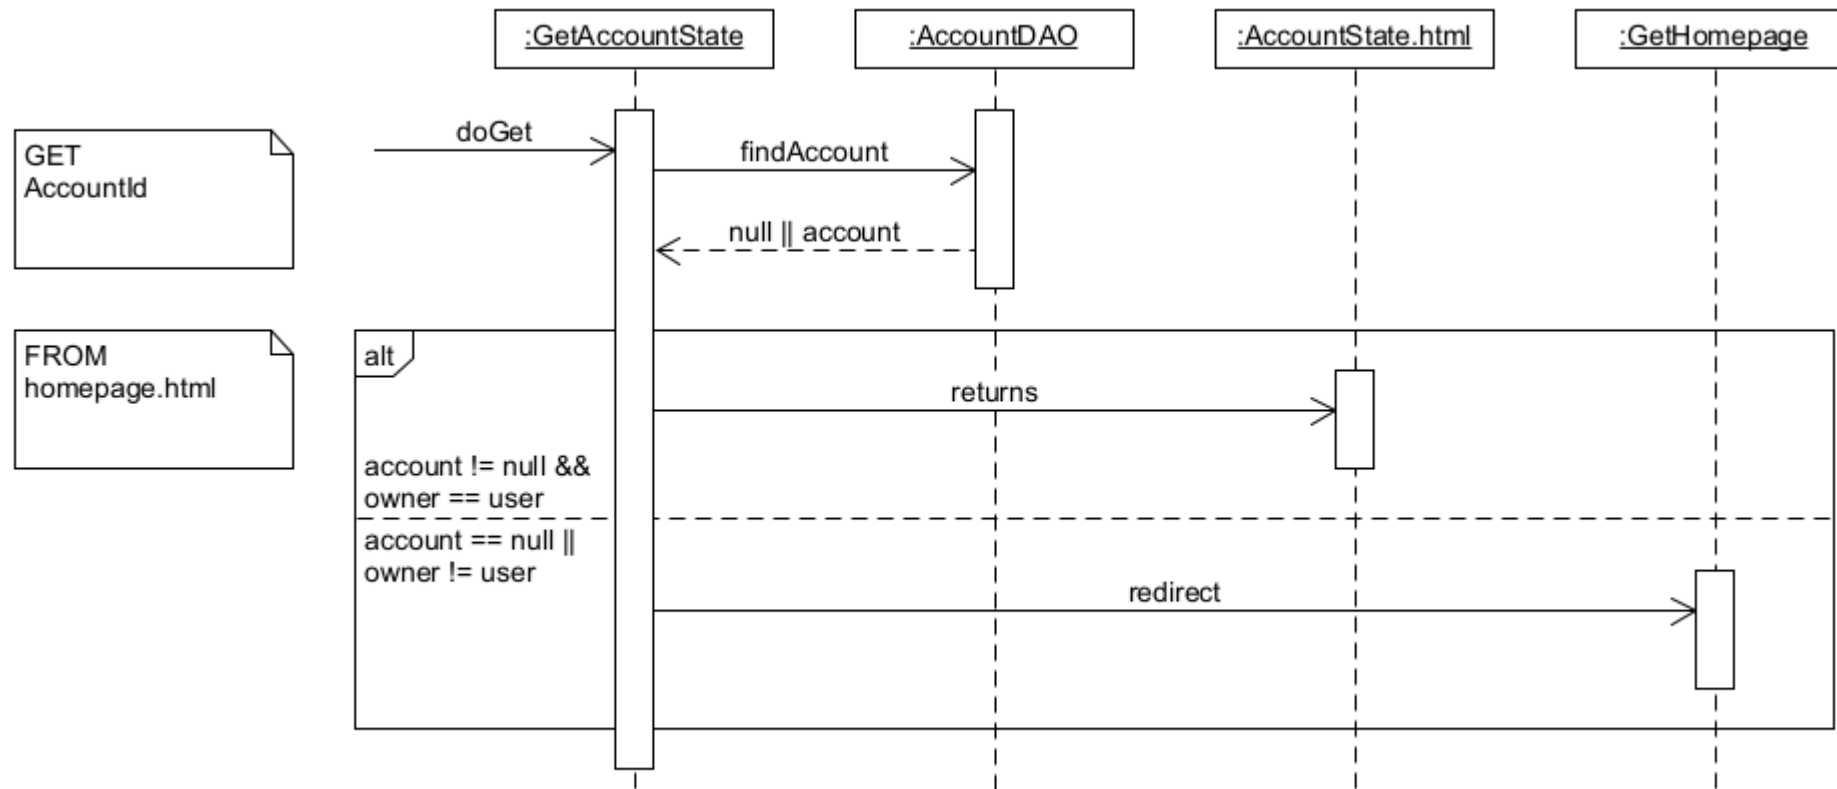 :GetAccountState
:AccountDAO
:AccountState.html
:GetHomepage
GET
AccountId
doGet
findAccount
null || account
FROM
homepage.html
alt
returns
account != null &&
owner == user
account == null ||
owner != user
redirect